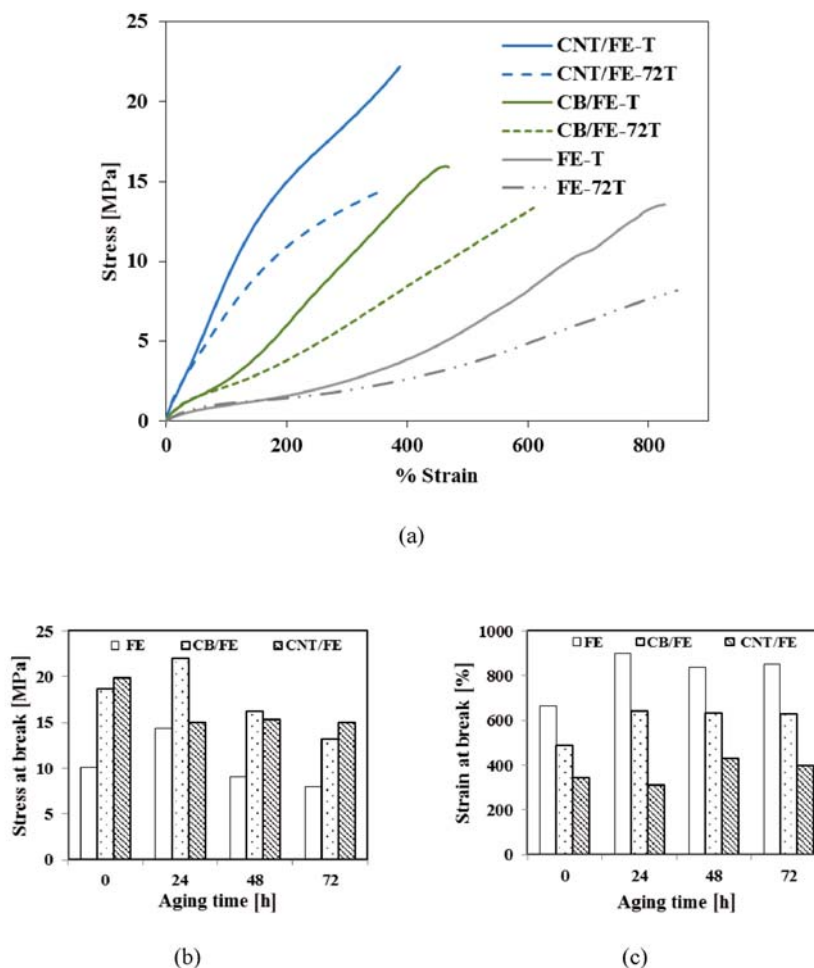 25
20
15
10
5
0
Stress [MPa]
CNT/FE-T
CNT/FE-72T
CB/FE-T
CB/FE-72T
FE-T
FE-72T
0 200 400 600 800
% Strain
(a)
25
20
15
10
5
0
Stress at break [MPa]
FE CB/FE CNT/FE
0 24 48 72
Aging time [h]
(b)
1000
800
600
400
200
0
Strain at break [%]
FE CB/FE CNT/FE
0 24 48 72
Aging time [h]
(c)